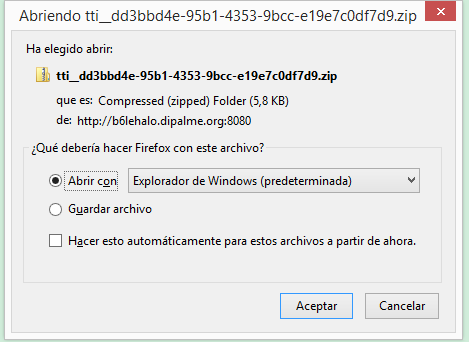 Abriendo tti__dd3bbd4e-95b1-4353-9bcc-e19e7c0df7d9.zip
Ha elegido abrir:
tti__dd3bbd4e-95b1-4353-9bcc-e19e7c0df7d9.zip
que es: Compressed (zipped) Folder (5,8 KB)
de: http://b6lehalo.dipalme.org:8080
¿Qué debería hacer Firefox con este archivo?
Abrir con Explorador de Windows (predeterminada)
Guardar archivo
Hacer esto automáticamente para estos archivos a partir de ahora.
Aceptar Cancelar